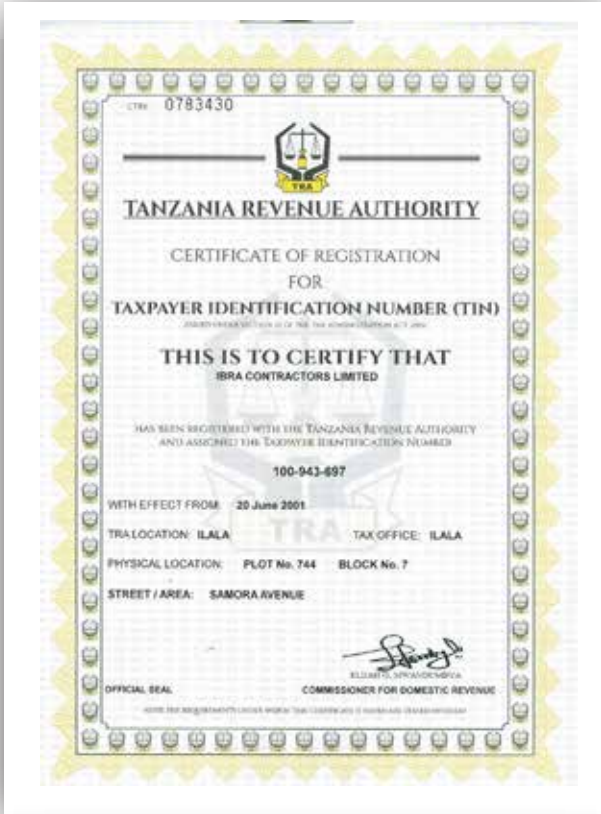 CTRN 0783430
TRA
TANZANIA REVENUE AUTHORITY
CERTIFICATE OF REGISTRATION
FOR
TAXPAYER IDENTIFICATION NUMBER (TIN)
THIS IS TO CERTIFY THAT
IBRA CONTRACTORS LIMITED
HAS BEEN REGISTERED WITH THE TANZANIA REVENUE AUTHORITY
AND ASSIGNED THE TAXPAYER IDENTIFICATION NUMBER
100-943-697
WITH EFFECT FROM: 20 June 2001
TRA LOCATION: ILALA TAX OFFICE: ILALA
TRA
PHYSICAL LOCATION: PLOT No. 744 BLOCK No. 7
STREET / AREA: SAMORA AVENUE
OFFICIAL SEAL COMMISSIONER FOR DOMESTIC REVENUE